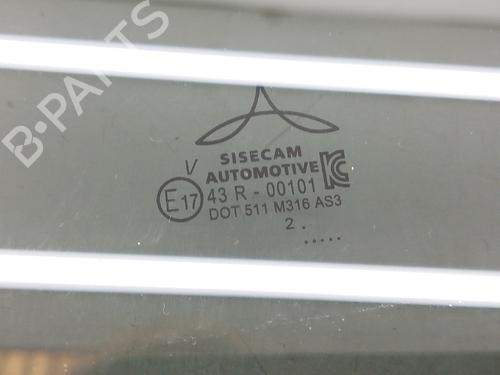 B-PARTS
SISECAM
AUTOMOTIVE
V
E17 43 R - 00101
DOT 511 M316 AS3
2 .
.....